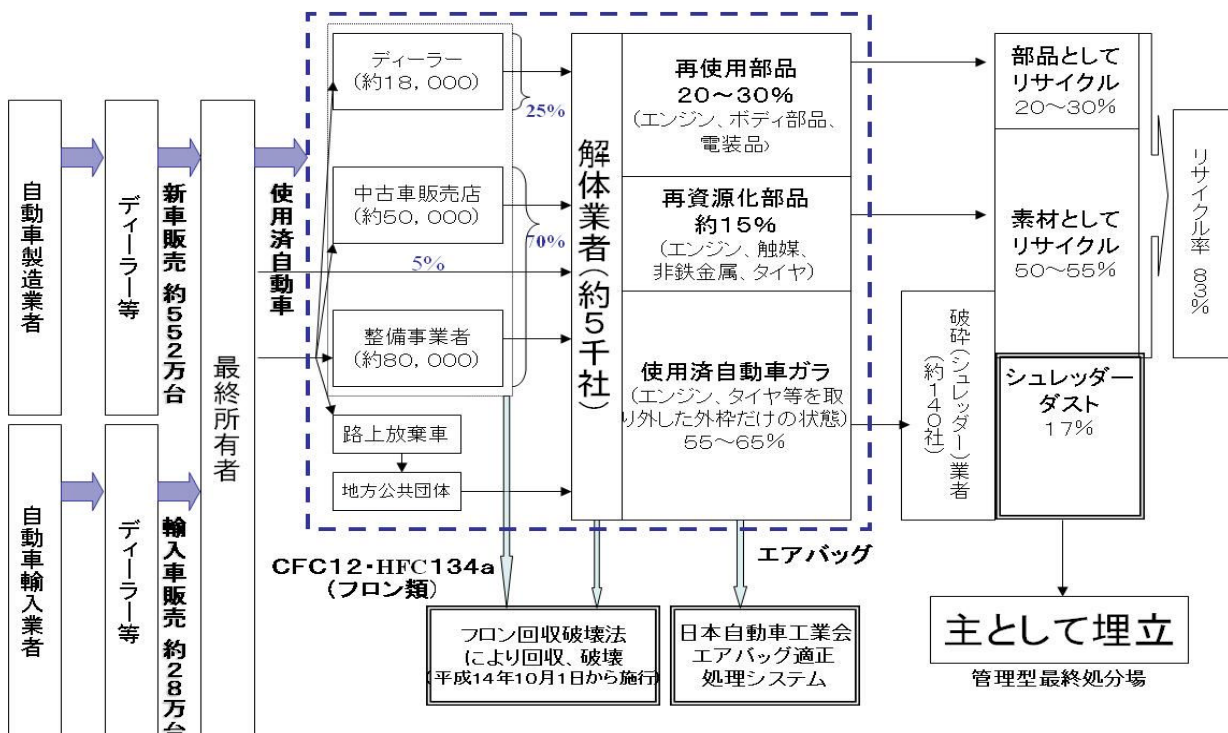 自動車製造業者
ディーラー等
新車販売 約552万台
自動車輸入業者
ディーラー等
輸入車販売 約28万台
最終所有者
使用済自動車
ディーラー
(約18,000)
25%
中古車販売店
(約50,000)
70%
5%
整備事業者
(約80,000)
路上放棄車
地方公共団体
解体業者(約5千社)
再使用部品
20～30%
(エンジン、ボディ部品、
電装品)
再資源化部品
約15%
(エンジン、触媒、
非鉄金属、タイヤ)
使用済自動車ガラ
(エンジン、タイヤ等を取
り外した外枠だけの状態)
55～65%
破砕(シュレッダー)業者
(約140社)
部品として
リサイクル
20～30%
素材として
リサイクル
50～55%
シュレッダー
ダスト
17%
リサイクル率 83%
CFC12・HFC134a
(フロン類)
エアバッグ
フロン回収破壊法
により回収、破壊
(平成14年10月1日から施行)
日本自動車工業会
エアバッグ適正
処理システム
主として埋立
管理型最終処分場